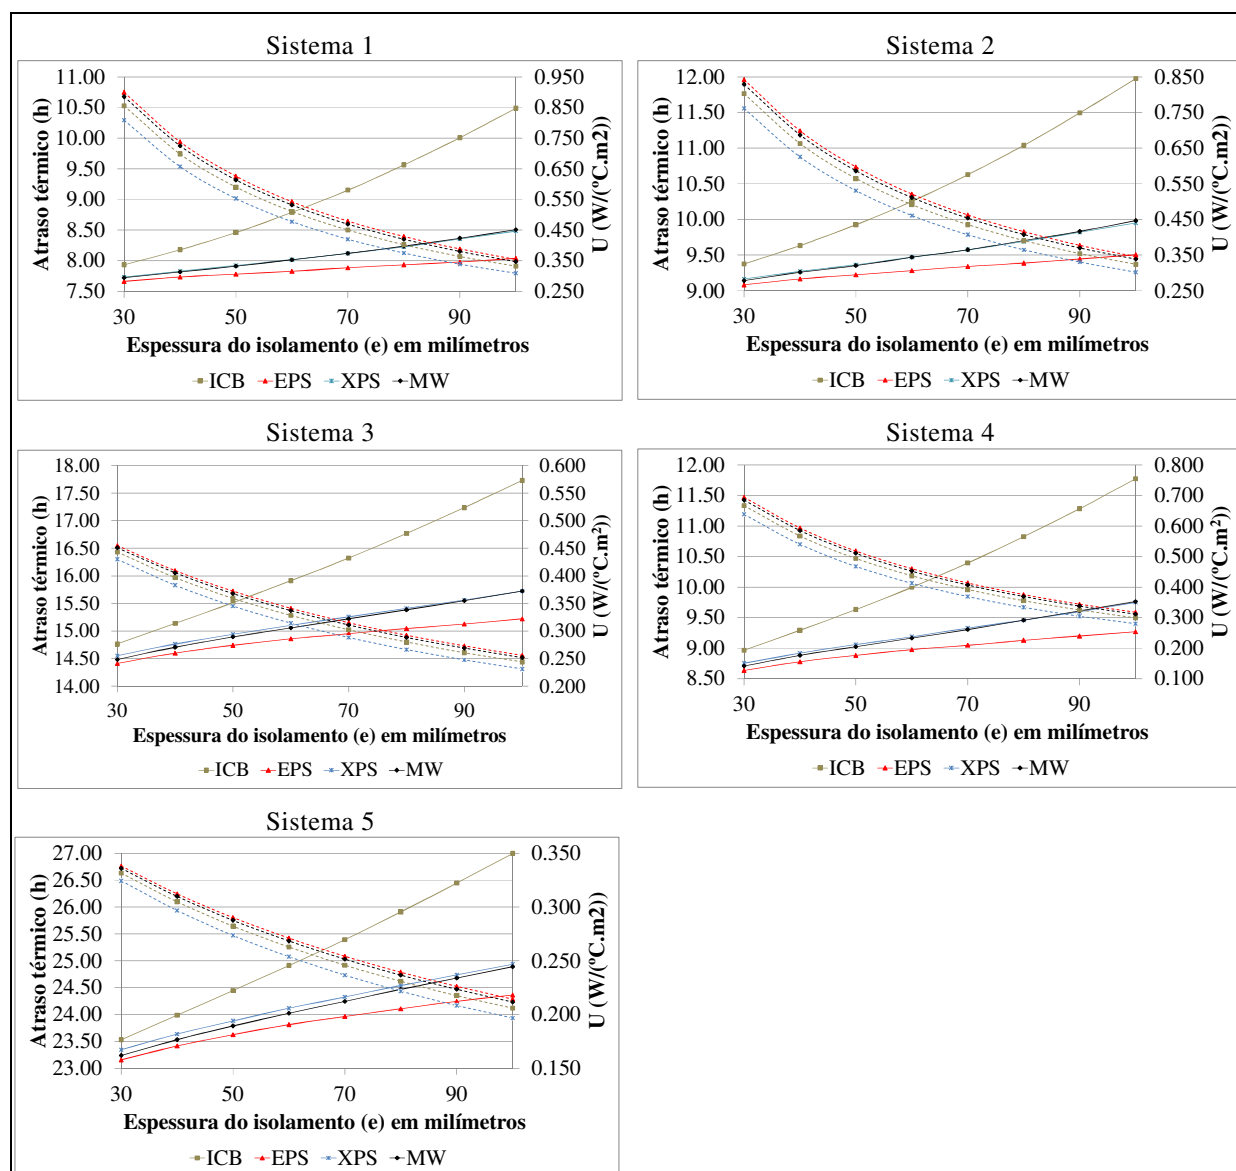 Sistema 1
Atraso térmico (h)
11.00
10.50
10.00
9.50
9.00
8.50
8.00
7.50
0.950
0.850
0.750
0.650
0.550
0.450
0.350
0.250
U (W/(ºC.m2))
30 50 70 90
Espessura do isolamento (e) em milímetros
ICB EPS XPS MW
Sistema 2
Atraso térmico (h)
12.00
11.50
11.00
10.50
10.00
9.50
9.00
0.850
0.750
0.650
0.550
0.450
0.350
0.250
U (W/(ºC.m2))
30 50 70 90
Espessura do isolamento (e) em milímetros
ICB EPS XPS MW
Sistema 3
Atraso térmico (h)
18.00
17.50
17.00
16.50
16.00
15.50
15.00
14.50
14.00
0.600
0.550
0.500
0.450
0.400
0.350
0.300
0.250
0.200
U (W/(ºC.m²))
30 50 70 90
Espessura do isolamento (e) em milímetros
ICB EPS XPS MW
Sistema 4
Atraso térmico (h)
12.00
11.50
11.00
10.50
10.00
9.50
9.00
8.50
0.800
0.700
0.600
0.500
0.400
0.300
0.200
0.100
U (W/(ºC.m²))
30 50 70 90
Espessura do isolamento (e) em milímetros
ICB EPS XPS MW
Sistema 5
Atraso térmico (h)
27.00
26.50
26.00
25.50
25.00
24.50
24.00
23.50
23.00
0.350
0.300
0.250
0.200
0.150
U (W/(ºC.m2))
30 50 70 90
Espessura do isolamento (e) em milímetros
ICB EPS XPS MW